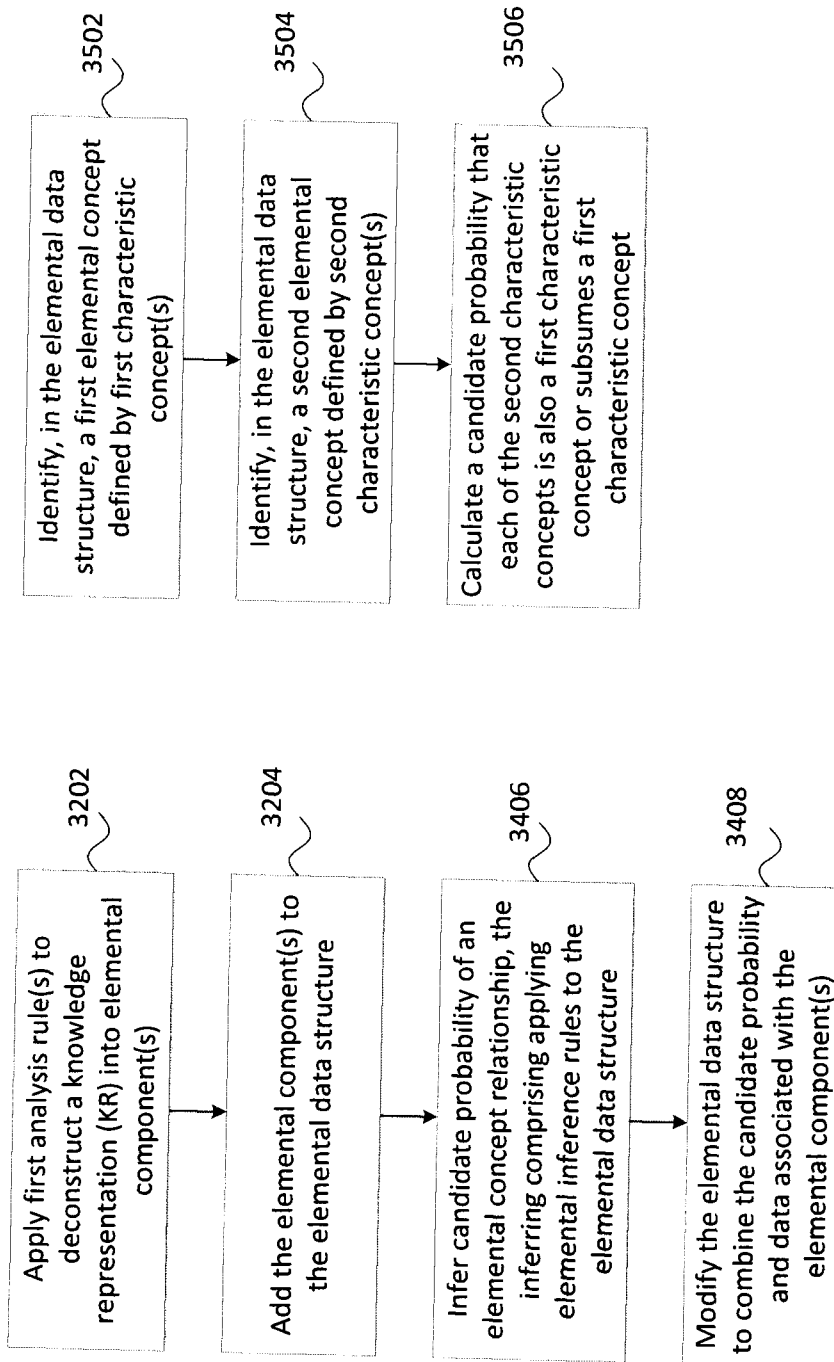 Apply first analysis rule(s) to
deconstruct a knowledge
representation (KR) into elemental
component(s)
3202
Add the elemental component(s) to
the elemental data structure
3204
Infer candidate probability of an
elemental concept relationship, the
inferring comprising applying
elemental inference rules to the
elemental data structure
3406
Modify the elemental data structure
to combine the candidate probability
and data associated with the
elemental component(s)
3408
Identify, in the elemental data
structure, a first elemental concept
defined by first characteristic
concept(s)
3502
Identify, in the elemental data
structure, a second elemental
concept defined by second
characteristic concept(s)
3504
Calculate a candidate probability that
each of the second characteristic
concepts is also a first characteristic
concept or subsumes a first
characteristic concept
3506